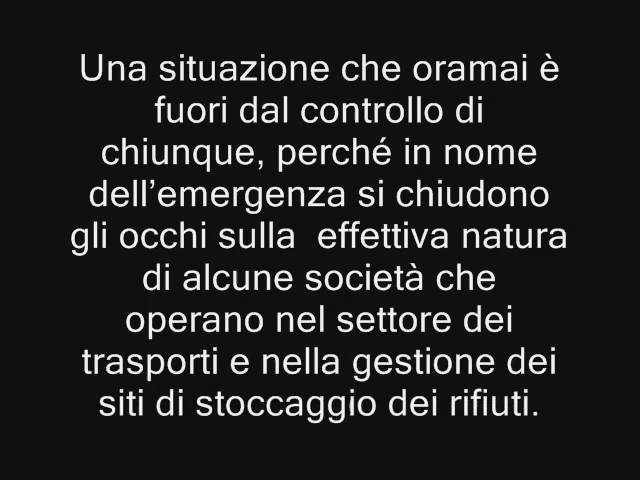 Una situazione che oramai è
fuori dal controllo di
chiunque, perché in nome
dell’emergenza si chiudono
gli occhi sulla  effettiva natura
di alcune società che
operano nel settore dei
trasporti e nella gestione dei
siti di stoccaggio dei rifiuti.